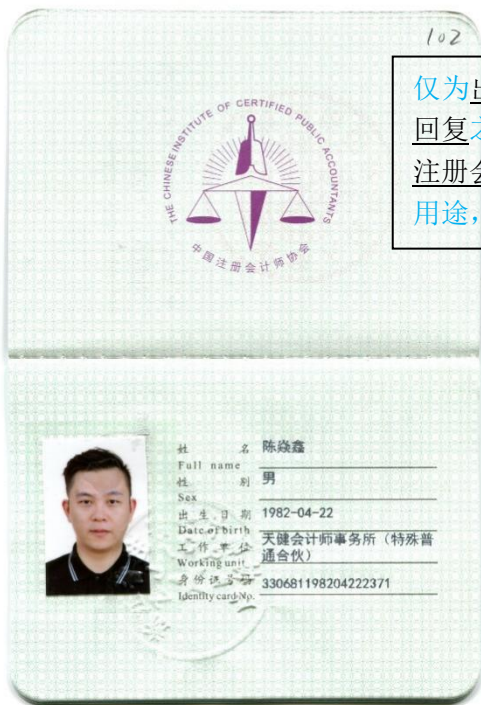 102
THE CHINESE INSTITUTE OF CERTIFIED PUBLIC ACCOUNTANTS
中国注册会计师协会
仅为出
回复之
注册会
用途，
姓 名 陈焱鑫
Full name
性 别 男
Sex
出生日期 1982-04-22
Date of birth
工作单位 天健会计师事务所（特殊普
通合伙）
Working unit
身份证号码 330681198204222371
Identity card No.